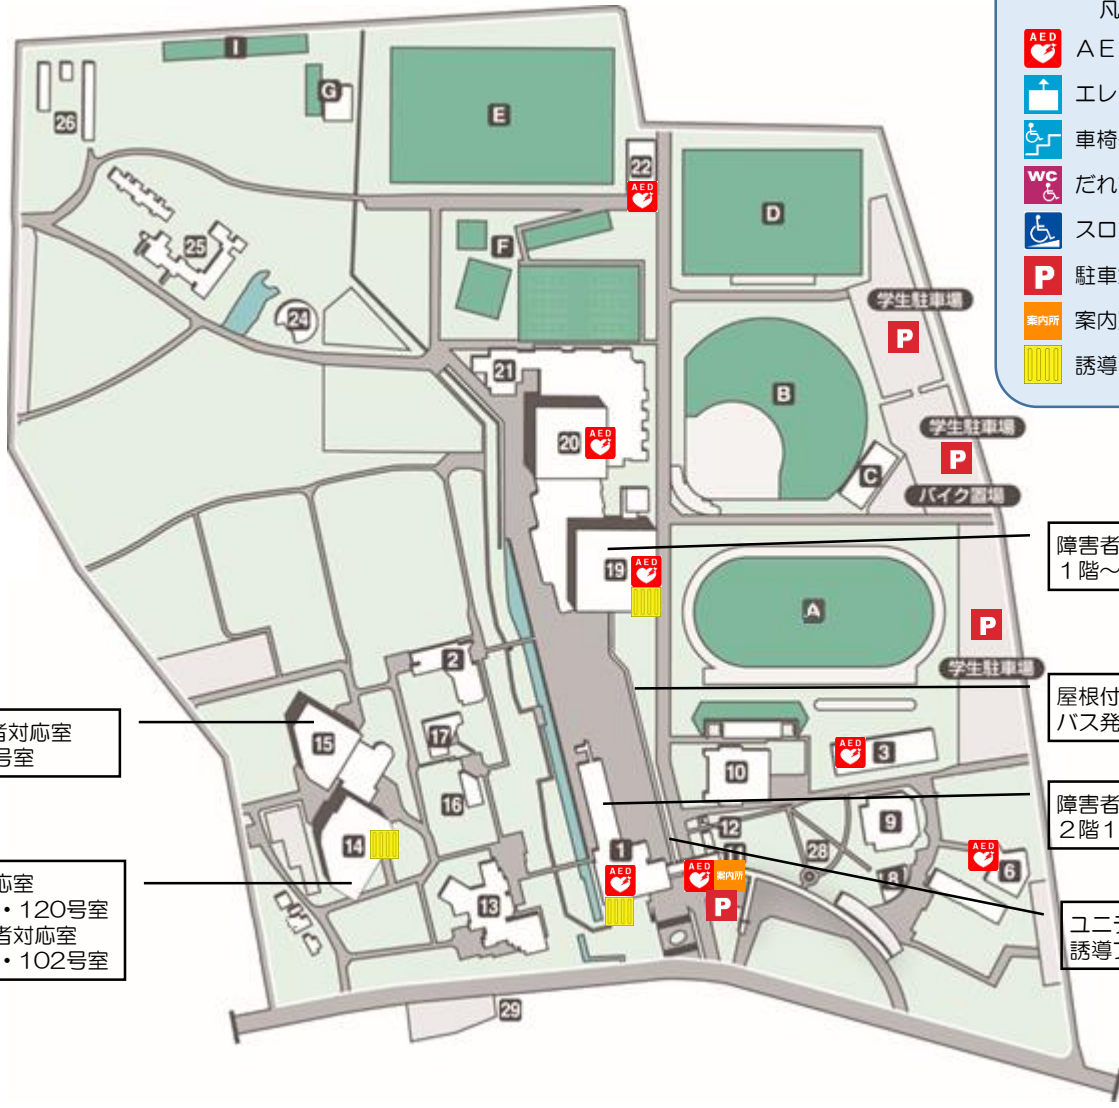 凡
AED
AE
エレ
車椅
WC
だれ
スロ
P
駐車
案内所
案内
誘導
I
G
26
E
22
AED
D
25
F
24
学生駐車場
P
21
B
20
AED
学生駐車場
P
C
バイク置場
障害者
1階～
19
AED
A
P
学生駐車場
2
屋根付
バス発
者対応室
号室
15
17
AED
3
10
16
障害者
2階1
12
9
14
1
28
AED
6
8
応室
・120号室
者対応室
・102号室
AED
AED
案内所
P
13
ユニ
誘導
29